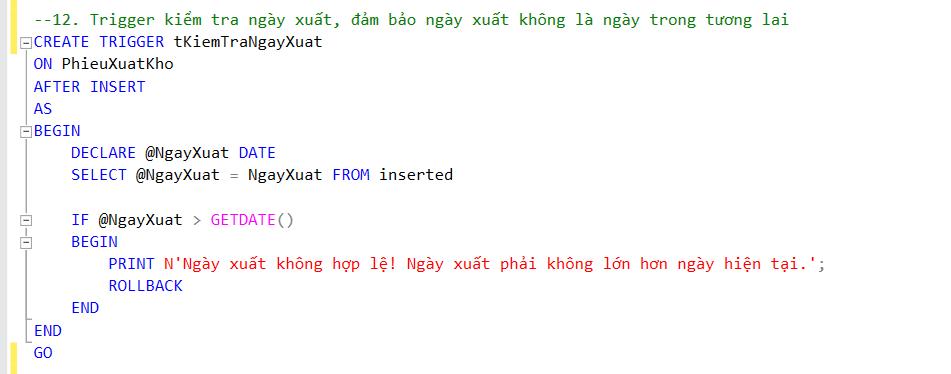 --12. Trigger kiểm tra ngày xuất, đảm bảo ngày xuất không là ngày trong tương lai
CREATE TRIGGER tKiemTraNgayXuat
ON PhieuXuatKho
AFTER INSERT
AS
BEGIN
    DECLARE @NgayXuat DATE
    SELECT @NgayXuat = NgayXuat FROM inserted

    IF @NgayXuat > GETDATE()
    BEGIN
        PRINT N'Ngày xuất không hợp lệ! Ngày xuất phải không lớn hơn ngày hiện tại.';
        ROLLBACK
    END
END
GO